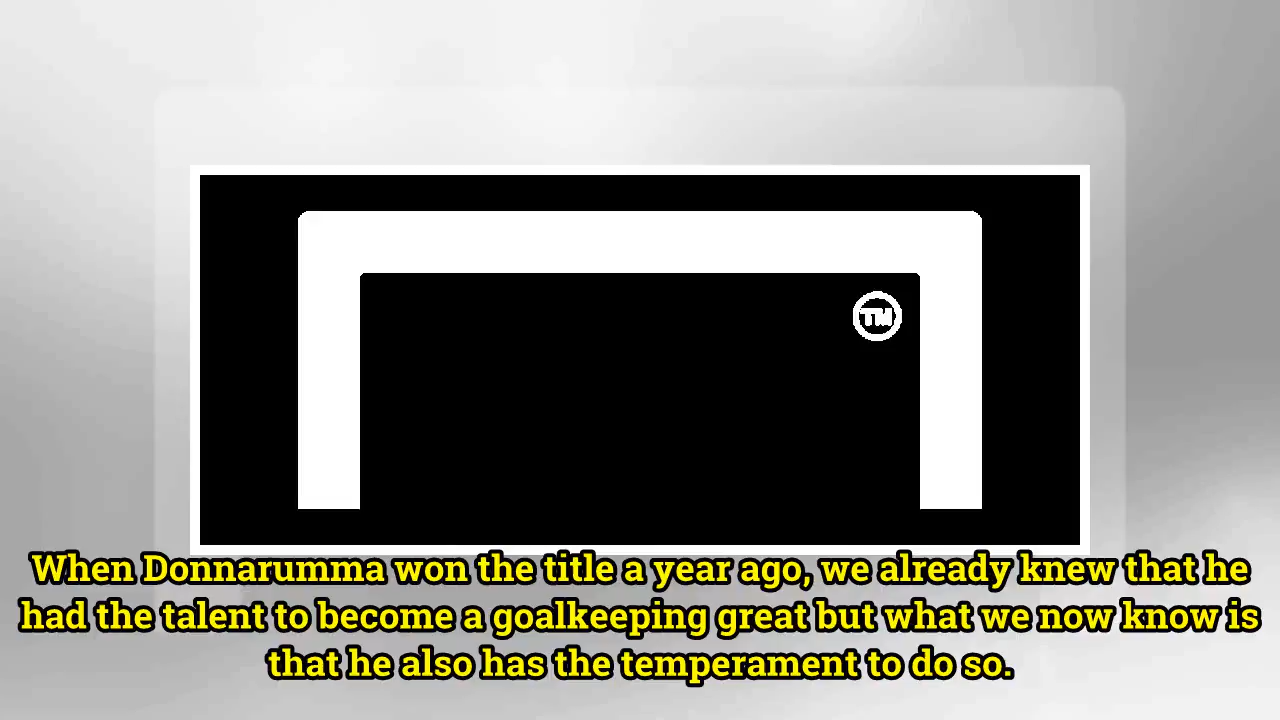 TM
When Donnarumma won the title a year ago, we already knew that he
had the talent to become a goalkeeping great but what we now know is
that he also has the temperament to do so.